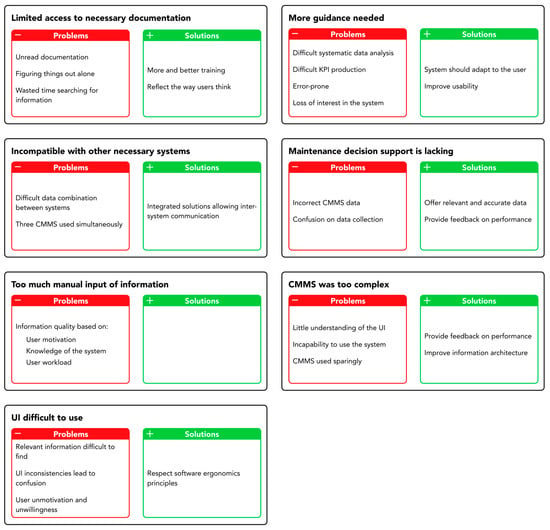 Limited access to necessary documentation
− Problems
Unread documentation
Figuring things out alone
Wasted time searching for
information
+ Solutions
More and better training
Reflect the way users think
More guidance needed
− Problems
Difficult systematic data analysis
Difficult KPI production
Error-prone
Loss of interest in the system
+ Solutions
System should adapt to the user
Improve usability
Incompatible with other necessary systems
− Problems
Difficult data combination
between systems
Three CMMS used simultaneously
+ Solutions
Integrated solutions allowing inter-
system communication
Maintenance decision support is lacking
− Problems
Incorrect CMMS data
Confusion on data collection
+ Solutions
Offer relevant and accurate data
Provide feedback on performance
Too much manual input of information
− Problems
Information quality based on:
User motivation
Knowledge of the system
User workload
+ Solutions
CMMS was too complex
− Problems
Little understanding of the UI
Incapability to use the system
CMMS used sparingly
+ Solutions
Provide feedback on performance
Improve information architecture
UI difficult to use
− Problems
Relevant information difficult to
find
UI inconsistencies lead to
confusion
User unmotivation and
unwillingness
+ Solutions
Respect software ergonomics
principles